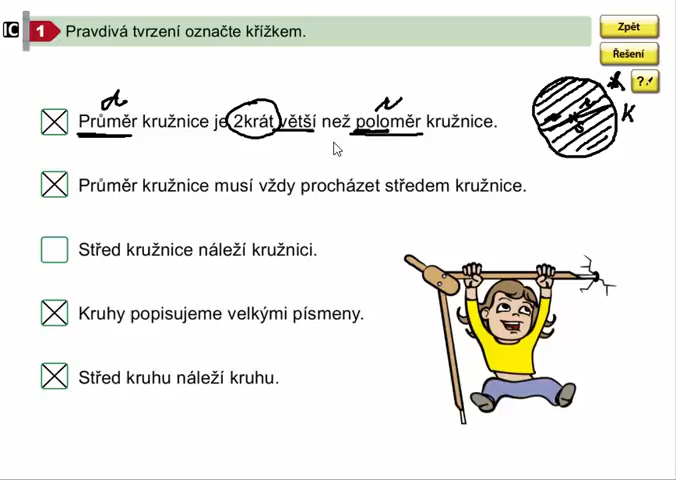 IC 1 Pravdivá tvrzení označte křížkem.
Zpět
Řešení
?
d r
Průměr kružnice je 2krát větší než poloměr kružnice.
r k
S K
Průměr kružnice musí vždy procházet středem kružnice.
Střed kružnice náleží kružnici.
Kruhy popisujeme velkými písmeny.
Střed kruhu náleží kruhu.